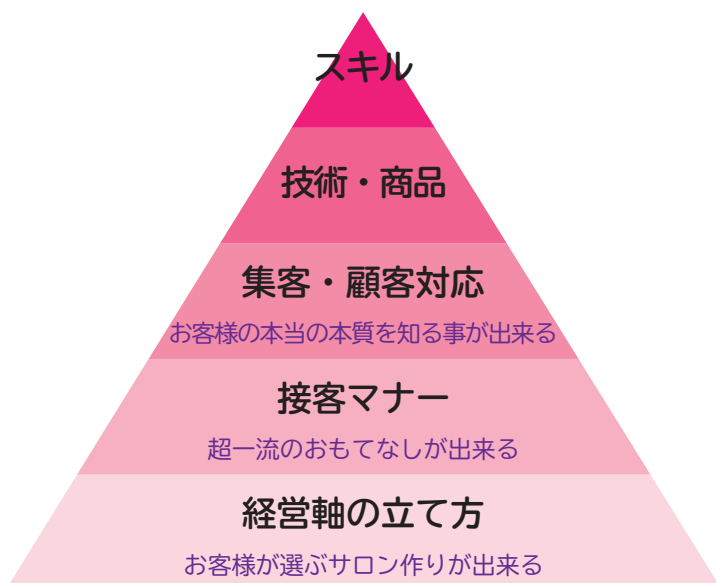 スキル
技術・商品
集客・顧客対応
お客様の本当の本質を知る事が出来る
接客マナー
超一流のおもてなしが出来る
経営軸の立て方
お客様が選ぶサロン作りが出来る